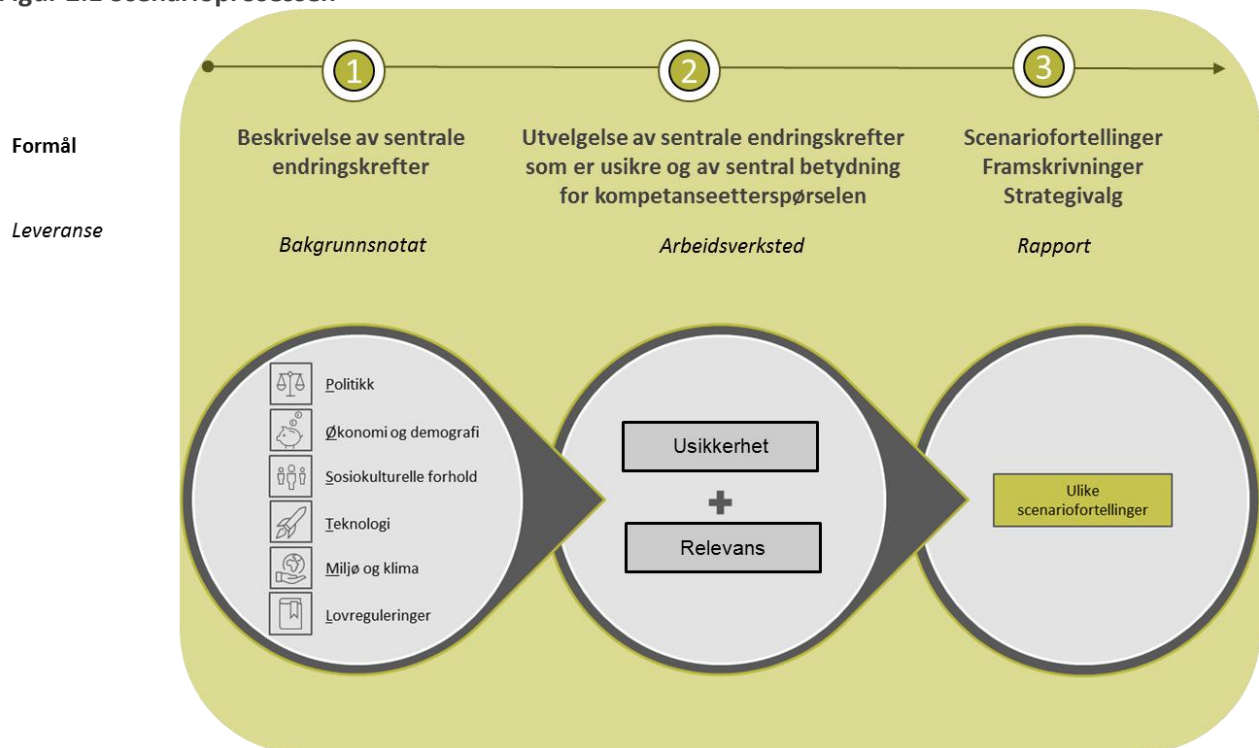 1
2
3
Formål
Beskrivelse av sentrale
endringskrefter
Utvelgelse av sentrale endringskrefter
som er usikre og av sentral betydning
for kompetanseetterspørselen
Scenariofortellinger
Framskrivninger
Strategivalg
Leveranse
Bakgrunnsnotat
Arbeidsverksted
Rapport
Politikk
Økonomi og demografi
Sosiokulturelle forhold
Teknologi
Miljø og klima
Lovreguleringer
Usikkerhet
+
Relevans
Ulike
scenariofortellinger